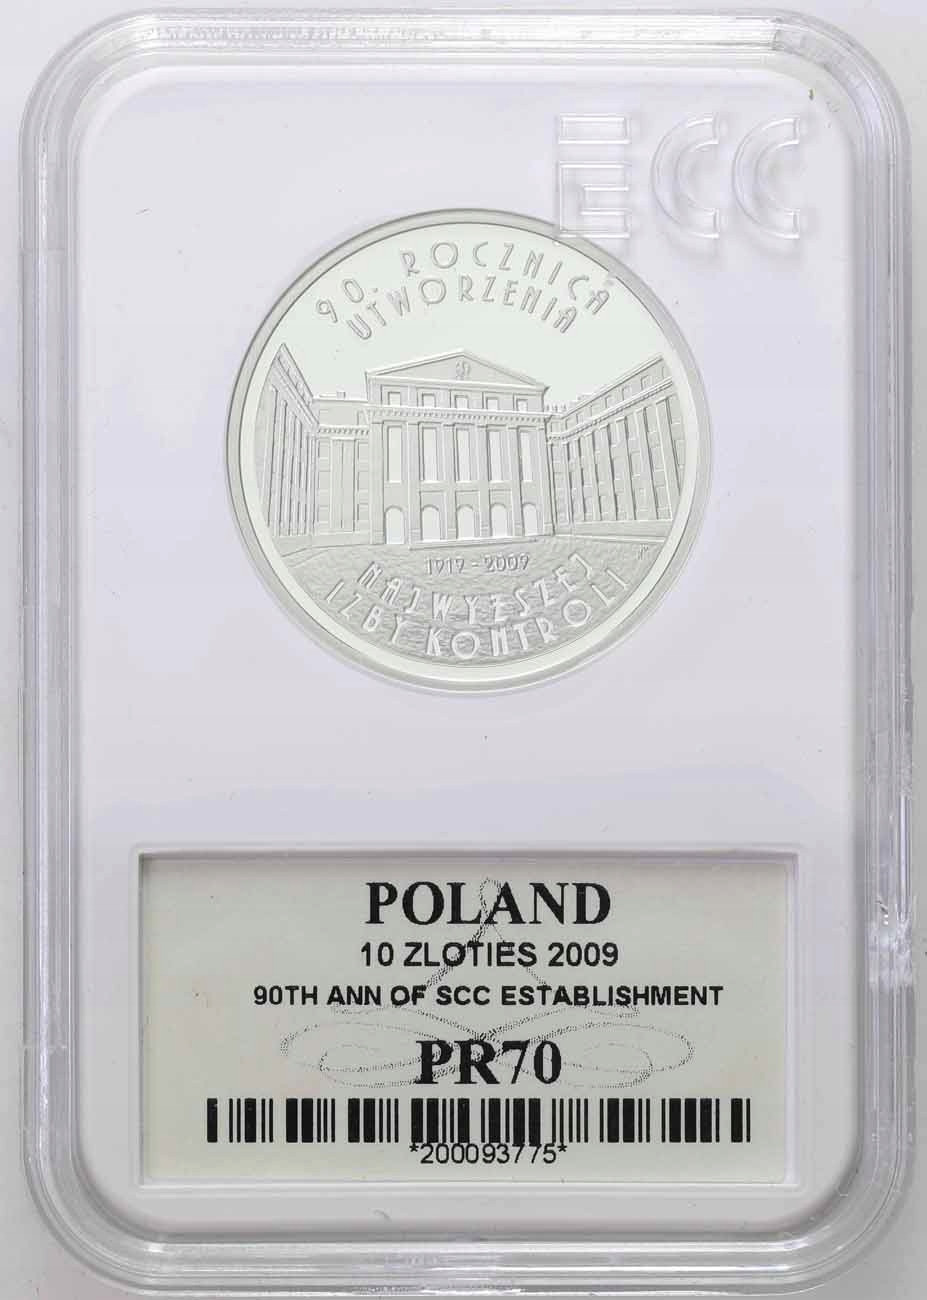 ECC
90. ROCZNICA
UTWORZENIA
1919 - 2009
NAJWYŻSZEJ
IZBY KONTROLI
POLAND
10 ZLOTIES 2009
90TH ANN OF SCC ESTABLISHMENT
PR70
*200093775*